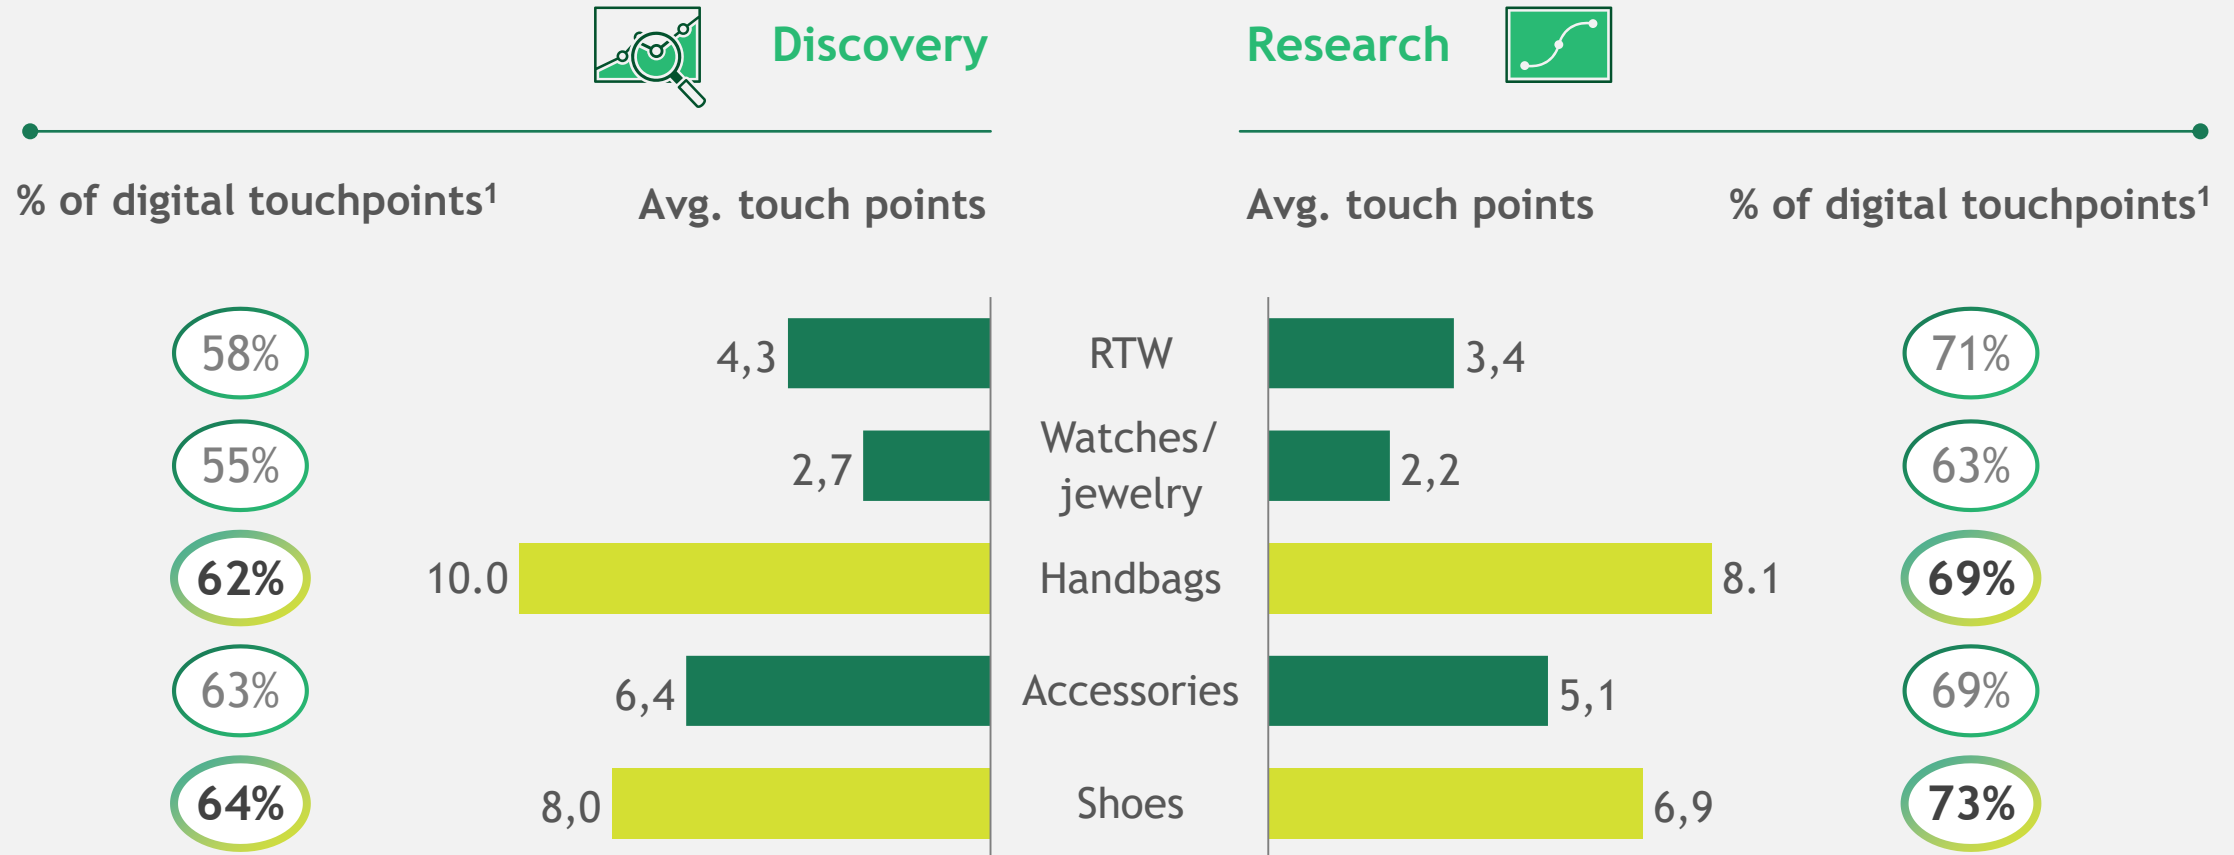 Discovery
Research
% of digital touchpoints¹
Avg. touch points
Avg. touch points
% of digital touchpoints¹
58%
4,3
RTW
3,4
71%
55%
2,7
Watches/
jewelry
2,2
63%
62%
10.0
Handbags
8.1
69%
63%
6,4
Accessories
5,1
69%
64%
8,0
Shoes
6,9
73%